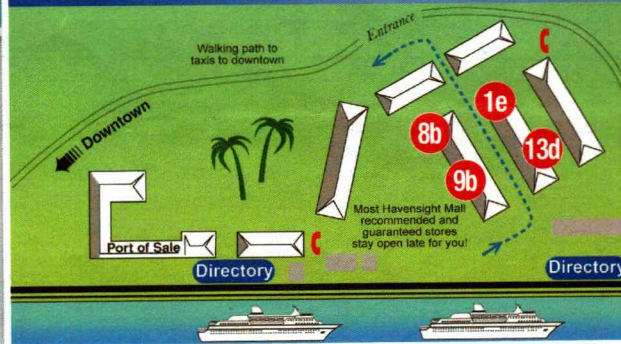 Entrance
Walking path to
taxis to downtown
Downtown
1e
8b
13d
9b
Most Havensight Mall
recommended and
guaranteed stores
stay open late for you!
Port of Sale
Directory
Directory